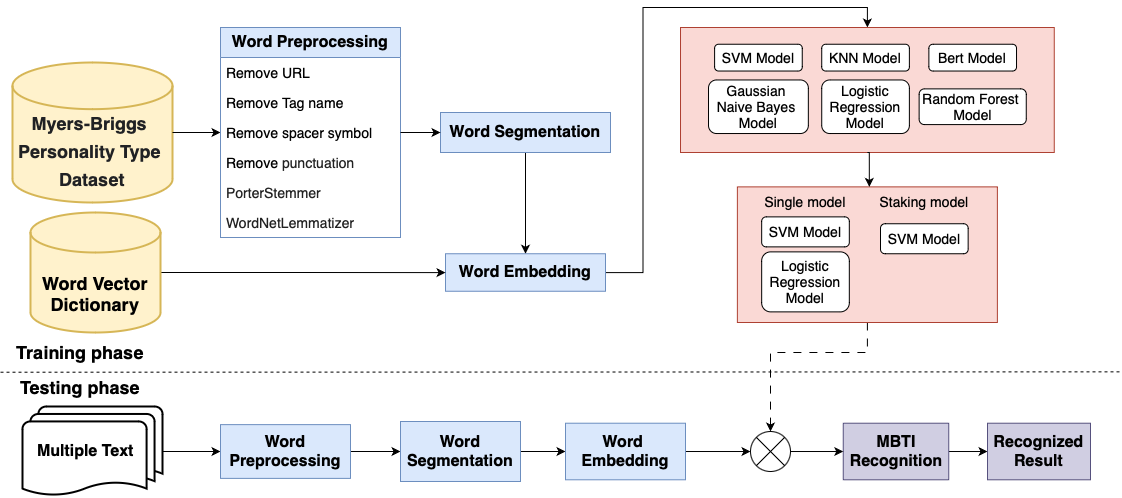 Myers-Briggs
Personality Type
Dataset
Word Vector
Dictionary
Word Preprocessing
Remove URL
Remove Tag name
Remove spacer symbol
Remove punctuation
PorterStemmer
WordNetLemmatizer
Word Segmentation
Word Embedding
SVM Model
KNN Model
Bert Model
Gaussian
Naive Bayes
Model
Logistic
Regression
Model
Random Forest
Model
Single model
Staking model
SVM Model
SVM Model
Logistic
Regression
Model
Training phase
Testing phase
Multiple Text
Word
Preprocessing
Word
Segmentation
Word
Embedding
MBTI
Recognition
Recognized
Result